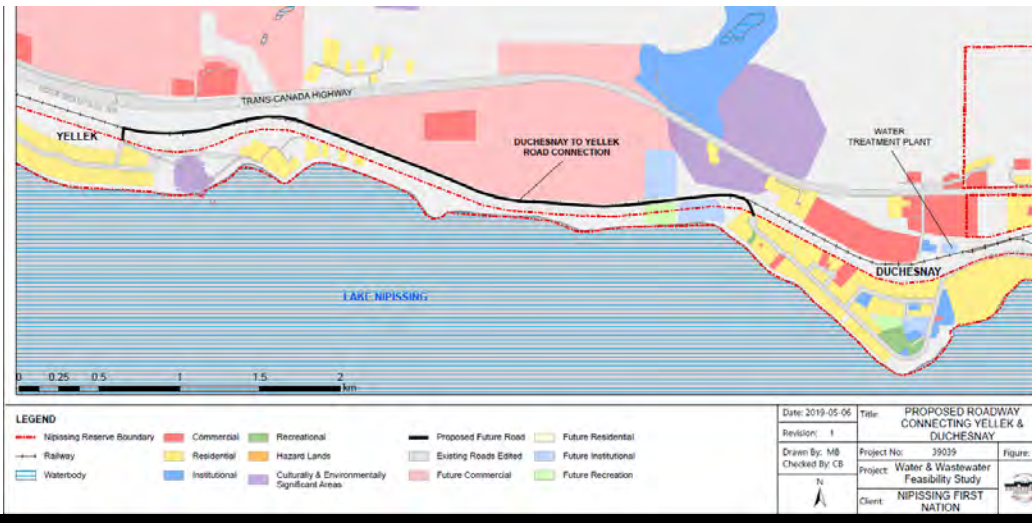 TRANS-CANADA HIGHWAY
YELLEK
DUCHESNAY TO YELLEK
ROAD CONNECTION
WATER
TREATMENT PLANT
DUCHESNAY
LAKE NIPISSING
0 0.25 0.5 1 1.5 2
km
LEGEND
Nipissing Reserve Boundary
Railway
Waterbody
Commercial
Residential
Institutional
Recreational
Hazard Lands
Culturally & Environmentally
Significant Areas
Proposed Future Road
Existing Roads Edited
Future Commercial
Future Residential
Future Institutional
Future Recreation
Date: 2019-05-06
Revision: 1
Drawn By: MB
Checked By: CB
N
Title: PROPOSED ROADWAY
CONNECTING YELLEK &
DUCHESNAY
Project No: 39039
Figure:
Project: Water & Wastewater
Feasibility Study
Client: NIPISSING FIRST
NATION